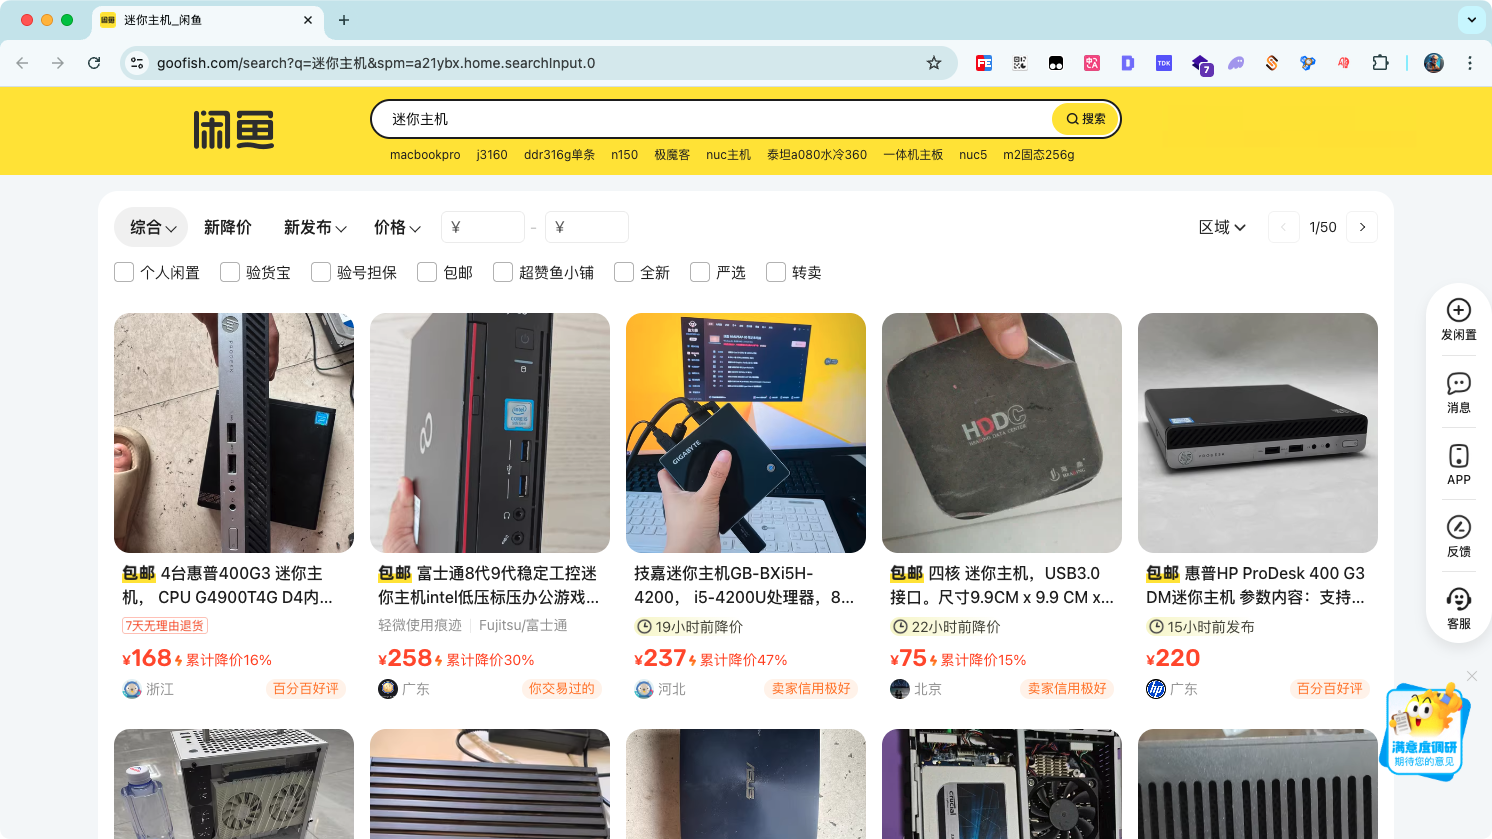 迷你主机_闲鱼
goofish.com/search?q=迷你主机&spm=a21ybx.home.searchInput.0
闲鱼
迷你主机
搜索
macbookpro j3160 ddr316g单条 n150 极魔客 nuc主机 泰坦a080水冷360 一体机主板 nuc5 m2固态256g
综合 新降价 新发布 价格 ¥ - ¥ 区域 1/50
个人闲置 验货宝 验号担保 包邮 超赞鱼小铺 全新 严选 转卖
包邮 4台惠普400G3 迷你主
机， CPU G4900T4G D4内...
7天无理由退货
¥168 累计降价16%
浙江 百分百好评
包邮 富士通8代9代稳定工控迷
你主机intel低压标压办公游戏...
轻微使用痕迹 Fujitsu/富士通
¥258 累计降价30%
广东 你交易过的
GIGABYTE
技嘉迷你主机GB-BXi5H-
4200， i5-4200U处理器，8...
19小时前降价
¥237 累计降价47%
河北 卖家信用极好
HDDC
包邮 四核 迷你主机，USB3.0
接口。尺寸9.9CM x 9.9 CM x...
22小时前降价
¥75 累计降价15%
北京 卖家信用极好
包邮 惠普HP ProDesk 400 G3
DM迷你主机 参数内容：支持...
15小时前发布
¥220
hp 广东 百分百好评
ASUS
crucial
发闲置
消息
APP
反馈
客服
满意度调研
期待您的意见
7
TDK